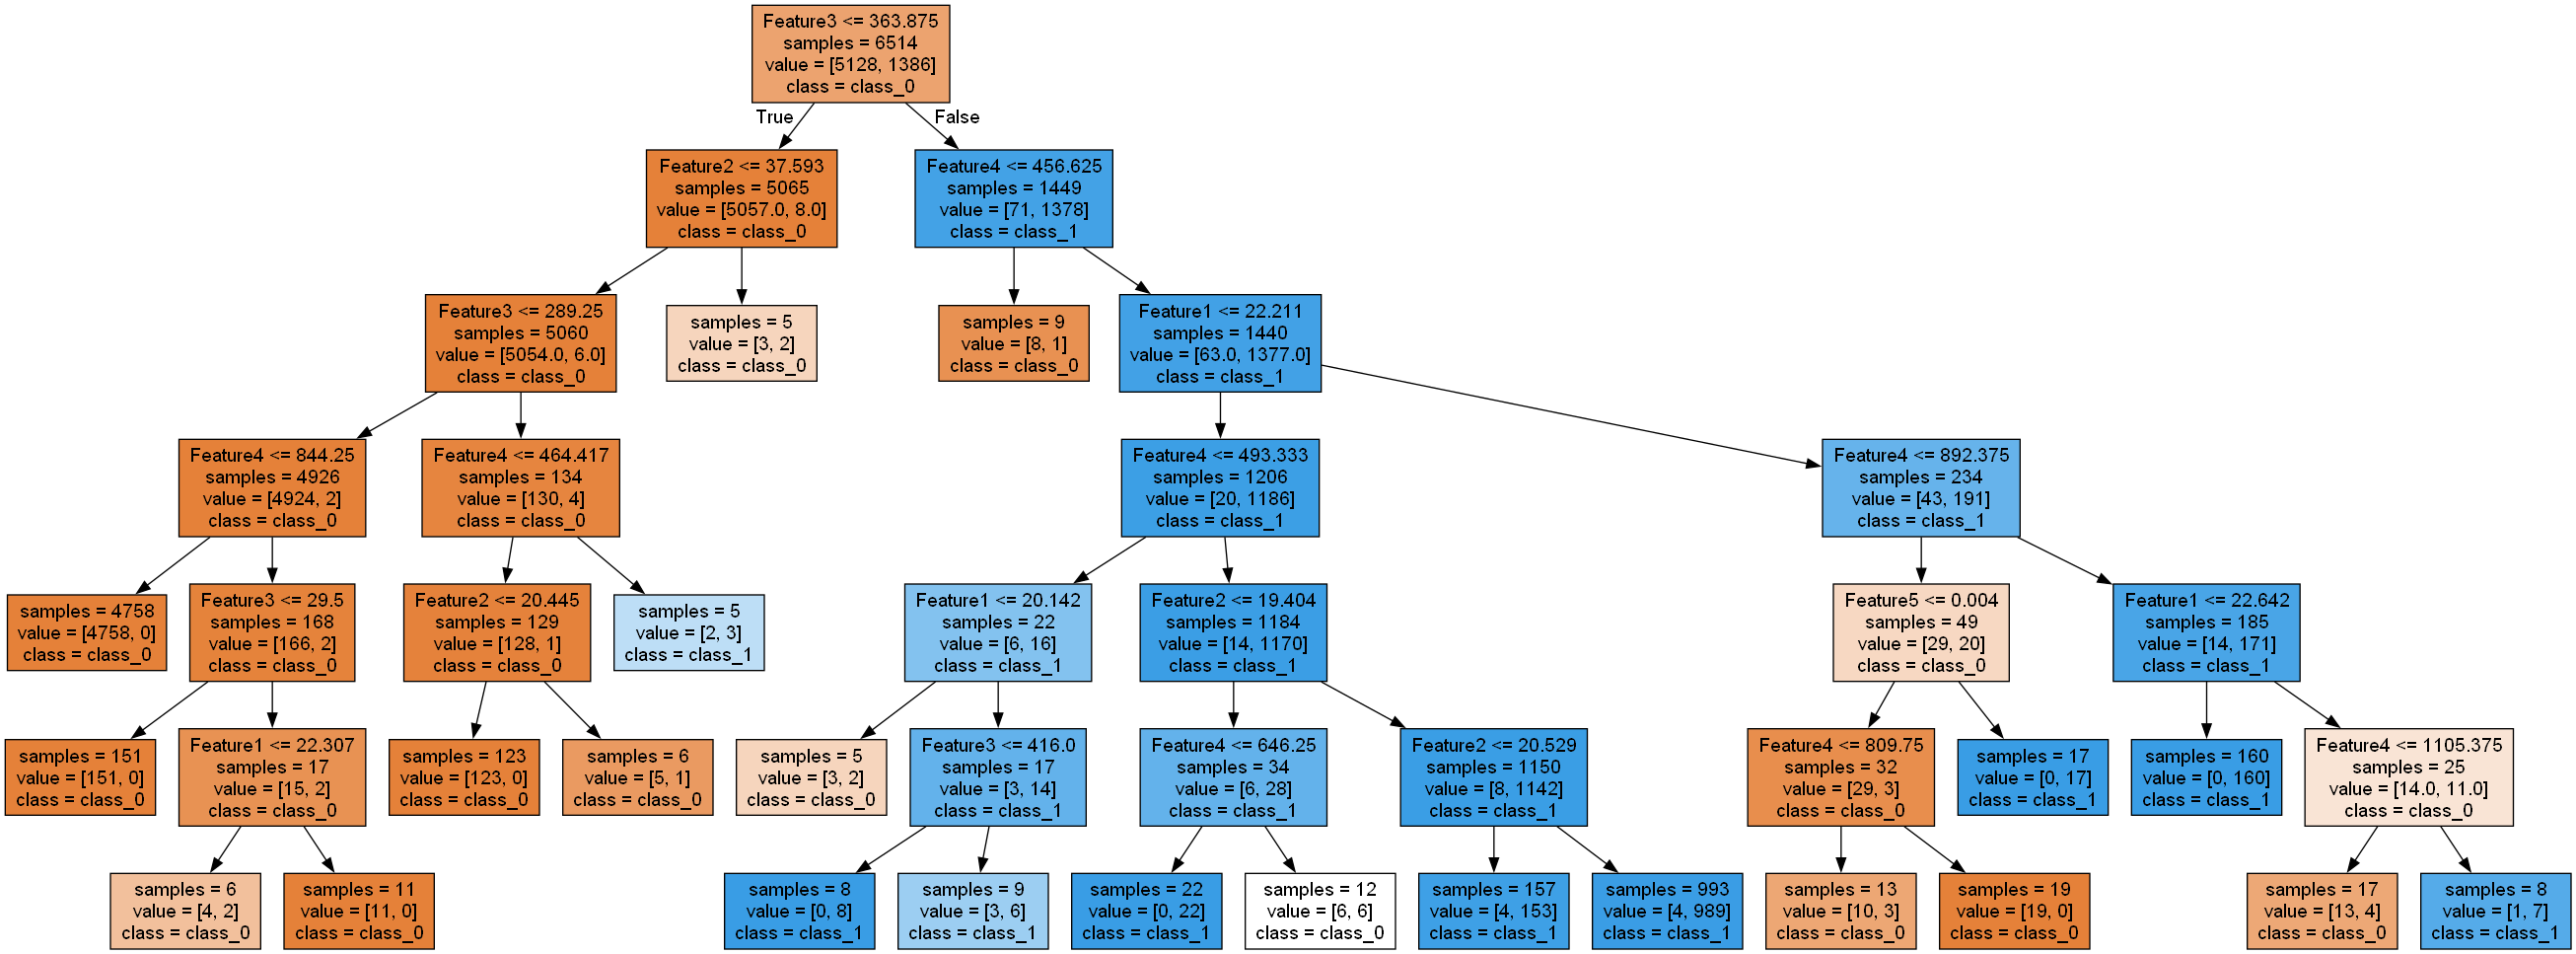 Feature3 <= 363.875
samples = 6514
value = [5128, 1386]
class = class_0
True
False
Feature2 <= 37.593
samples = 5065
value = [5057.0, 8.0]
class = class_0
Feature4 <= 456.625
samples = 1449
value = [71, 1378]
class = class_1
Feature3 <= 289.25
samples = 5060
value = [5054.0, 6.0]
class = class_0
samples = 5
value = [3, 2]
class = class_0
samples = 9
value = [8, 1]
class = class_0
Feature1 <= 22.211
samples = 1440
value = [63.0, 1377.0]
class = class_1
Feature4 <= 844.25
samples = 4926
value = [4924, 2]
class = class_0
Feature4 <= 464.417
samples = 134
value = [130, 4]
class = class_0
Feature4 <= 493.333
samples = 1206
value = [20, 1186]
class = class_1
Feature4 <= 892.375
samples = 234
value = [43, 191]
class = class_1
samples = 4758
value = [4758, 0]
class = class_0
Feature3 <= 29.5
samples = 168
value = [166, 2]
class = class_0
Feature2 <= 20.445
samples = 129
value = [128, 1]
class = class_0
samples = 5
value = [2, 3]
class = class_1
Feature1 <= 20.142
samples = 22
value = [6, 16]
class = class_1
Feature2 <= 19.404
samples = 1184
value = [14, 1170]
class = class_1
Feature5 <= 0.004
samples = 49
value = [29, 20]
class = class_0
Feature1 <= 22.642
samples = 185
value = [14, 171]
class = class_1
samples = 151
value = [151, 0]
class = class_0
Feature1 <= 22.307
samples = 17
value = [15, 2]
class = class_0
samples = 123
value = [123, 0]
class = class_0
samples = 6
value = [5, 1]
class = class_0
samples = 5
value = [3, 2]
class = class_0
Feature3 <= 416.0
samples = 17
value = [3, 14]
class = class_1
Feature4 <= 646.25
samples = 34
value = [6, 28]
class = class_1
Feature2 <= 20.529
samples = 1150
value = [8, 1142]
class = class_1
Feature4 <= 809.75
samples = 32
value = [29, 3]
class = class_0
samples = 17
value = [0, 17]
class = class_1
samples = 160
value = [0, 160]
class = class_1
Feature4 <= 1105.375
samples = 25
value = [14.0, 11.0]
class = class_0
samples = 6
value = [4, 2]
class = class_0
samples = 11
value = [11, 0]
class = class_0
samples = 8
value = [0, 8]
class = class_1
samples = 9
value = [3, 6]
class = class_1
samples = 22
value = [0, 22]
class = class_1
samples = 12
value = [6, 6]
class = class_0
samples = 157
value = [4, 153]
class = class_1
samples = 993
value = [4, 989]
class = class_1
samples = 13
value = [10, 3]
class = class_0
samples = 19
value = [19, 0]
class = class_0
samples = 17
value = [13, 4]
class = class_0
samples = 8
value = [1, 7]
class = class_1